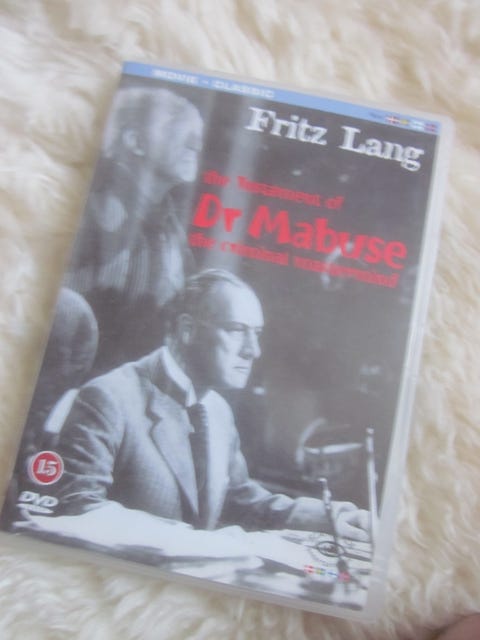 MOVIE - CLASSIC
Fritz Lang
the Testament of
Dr Mabuse
the criminal mastermind
15
DVD